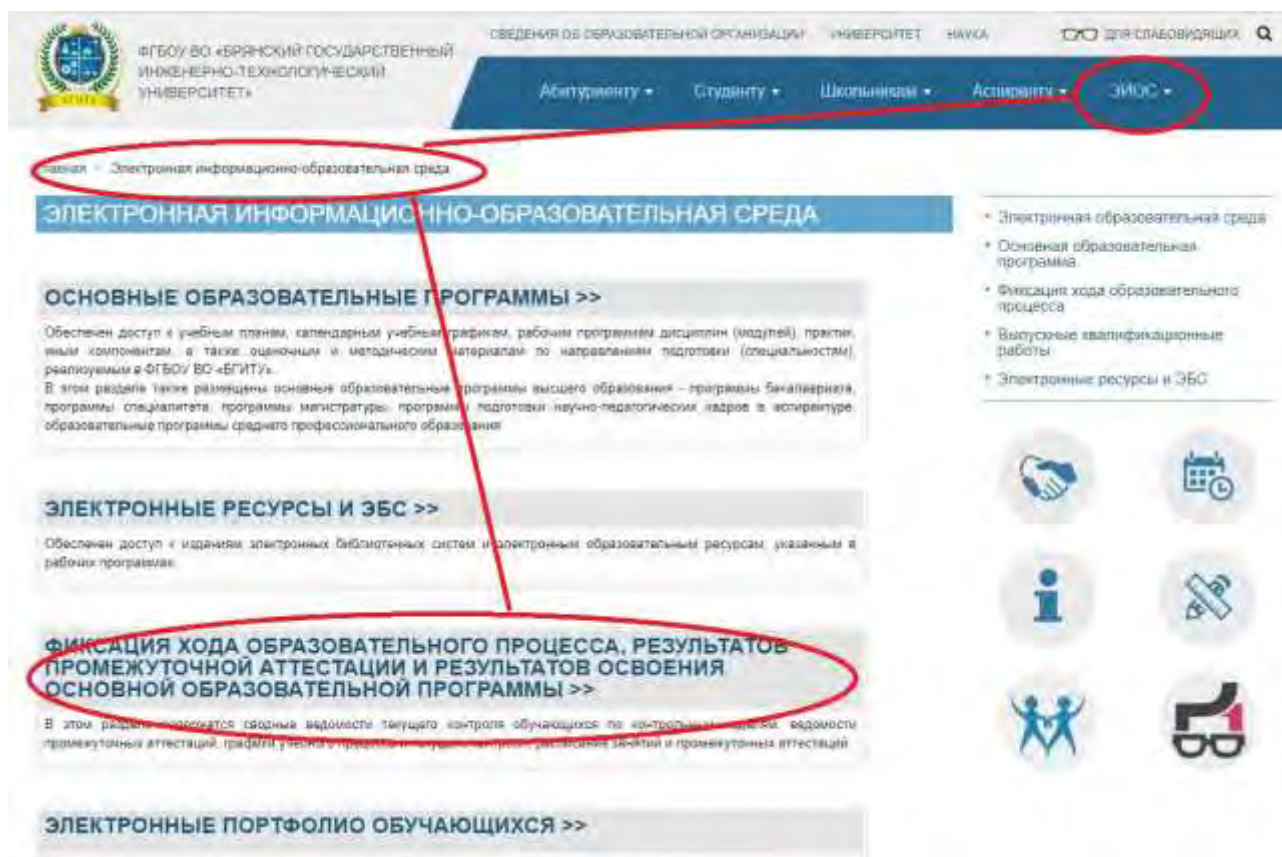 СВЕДЕНИЯ ОБ ОБРАЗОВАТЕЛЬНОЙ ОРГАНИЗАЦИИ УНИВЕРСИТЕТ НАУКА ДЛЯ СЛАБОВИДЯЩИХ
ФГБОУ ВО «БРЯНСКИЙ ГОСУДАРСТВЕННЫЙ
ИНЖЕНЕРНО-ТЕХНОЛОГИЧЕСКИЙ
УНИВЕРСИТЕТ»
БГИТУ
Абитуриенту Студенту Школьникам Аспиранту ЭИОС
Главная Электронная информационно-образовательная среда
ЭЛЕКТРОННАЯ ИНФОРМАЦИОННО-ОБРАЗОВАТЕЛЬНАЯ СРЕДА
ОСНОВНЫЕ ОБРАЗОВАТЕЛЬНЫЕ ПРОГРАММЫ >>
Обеспечен доступ к учебным планам, календарным учебным графикам, рабочим программам дисциплин (модулей), практик,
иным компонентам, а также оценочным и методическим материалам по направлениям подготовки (специальностям),
реализуемым в ФГБОУ ВО «БГИТУ».
В этом разделе также размещены основные образовательные программы высшего образования – программы бакалавриата,
программы специалитета, программы магистратуры, программы подготовки научно-педагогических кадров в аспирантуре,
образовательные программы среднего профессионального образования
ЭЛЕКТРОННЫЕ РЕСУРСЫ И ЭБС >>
Обеспечен доступ к изданиям электронных библиотечных систем и электронным образовательным ресурсам, указанным в
рабочих программах.
ФИКСАЦИЯ ХОДА ОБРАЗОВАТЕЛЬНОГО ПРОЦЕССА, РЕЗУЛЬТАТОВ
ПРОМЕЖУТОЧНОЙ АТТЕСТАЦИИ И РЕЗУЛЬТАТОВ ОСВОЕНИЯ
ОСНОВНОЙ ОБРАЗОВАТЕЛЬНОЙ ПРОГРАММЫ >>
В этом разделе содержатся сводные ведомости текущего контроля обучающихся по контрольным неделям, ведомости
промежуточных аттестаций, графики учебного процесса и расписание занятий и промежуточных аттестаций.
ЭЛЕКТРОННЫЕ ПОРТФОЛИО ОБУЧАЮЩИХСЯ >>
Электронная образовательная среда
Основная образовательная
программа
Фиксация хода образовательного
процесса
Выпускные квалификационные
работы
Электронные ресурсы и ЭБС